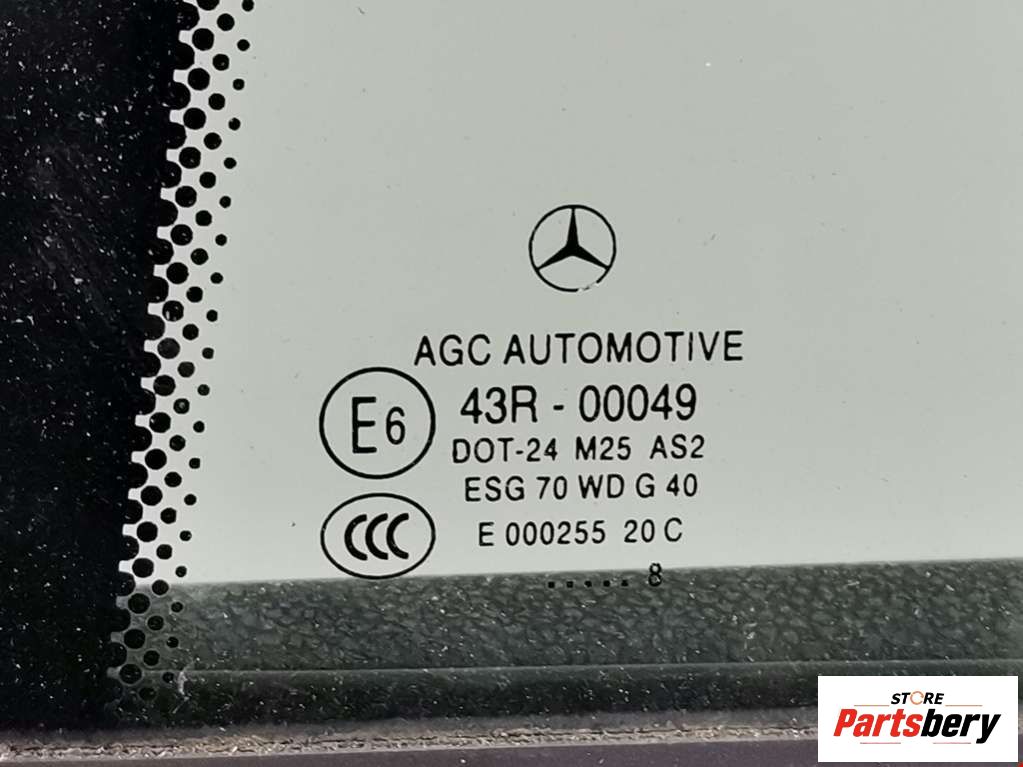 AGC AUTOMOTIVE
E6
43R - 00049
DOT-24 M25 AS2
ESG 70 WD G 40
CCC
E 000255 20 C
..... 8
STORE
Partsbery